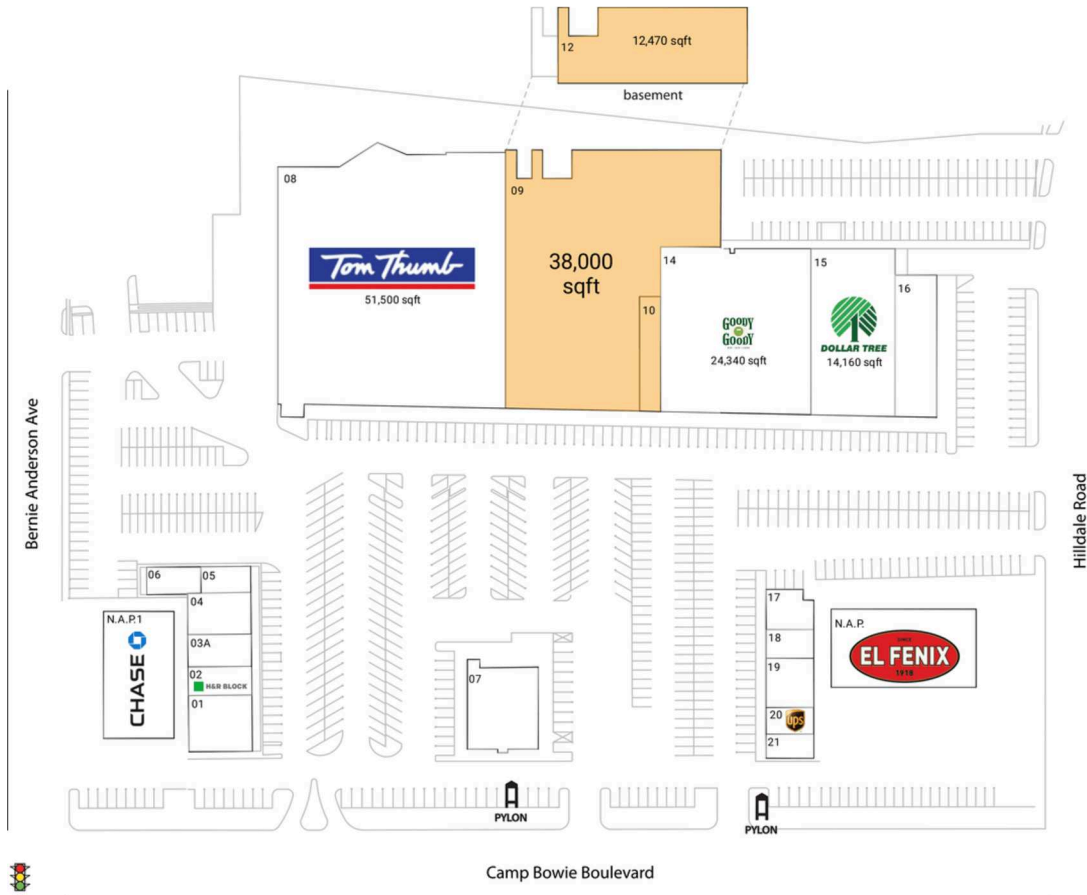 12
12,470 sqft
basement
08
Tom Thumb
51,500 sqft
09
38,000
sqft
10
14
GOODY
GOODY
24,340 sqft
15
DOLLAR TREE
14,160 sqft
16
Bernie Anderson Ave
Hilldale Road
06
05
04
03A
02
H&R BLOCK
01
N.A.P.1
CHASE
07
17
18
19
20
ups
21
N.A.P.
SINCE
EL FENIX
1918
PYLON
PYLON
Camp Bowie Boulevard